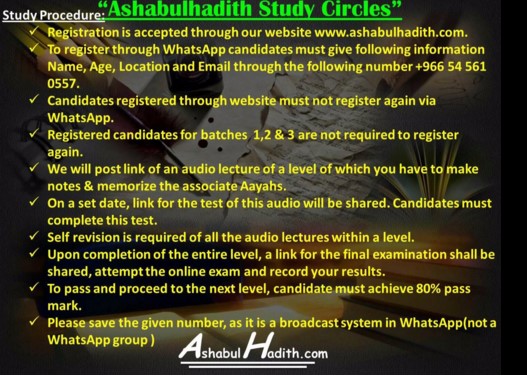 "Ashabulhadith Study Circles"
Study Procedure:
✓ Registration is accepted through our website www.ashabulhadith.com.
✓ To register through WhatsApp candidates must give following information
Name, Age, Location and Email through the following number +966 54 561
0557.
✓ Candidates registered through website must not register again via
WhatsApp.
✓ Registered candidates for batches 1,2 & 3 are not required to register
again.
✓ We will post link of an audio lecture of a level of which you have to make
notes & memorize the associate Aayahs.
✓ On a set date, link for the test of this audio will be shared. Candidates must
complete this test.
✓ Self revision is required of all the audio lectures within a level.
✓ Upon completion of the entire level, a link for the final examination shall be
shared, attempt the online exam and record your results.
✓ To pass and proceed to the next level, candidate must achieve 80% pass
mark.
✓ Please save the given number, as it is a broadcast system in WhatsApp(not a
WhatsApp group )
AshabulHadith.com